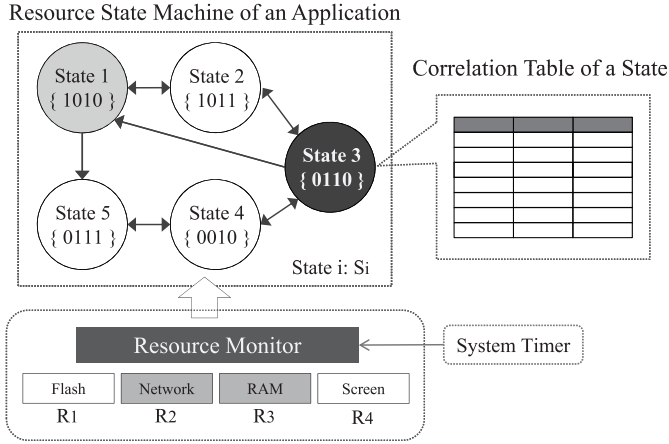 Resource State Machine of an Application
State 1
{ 1010 }
State 2
{ 1011 }
Correlation Table of a State
State 3
{ 0110 }
State 5
{ 0111 }
State 4
{ 0010 }
State i: Si
Resource Monitor
System Timer
Flash
Network
RAM
Screen
R1
R2
R3
R4